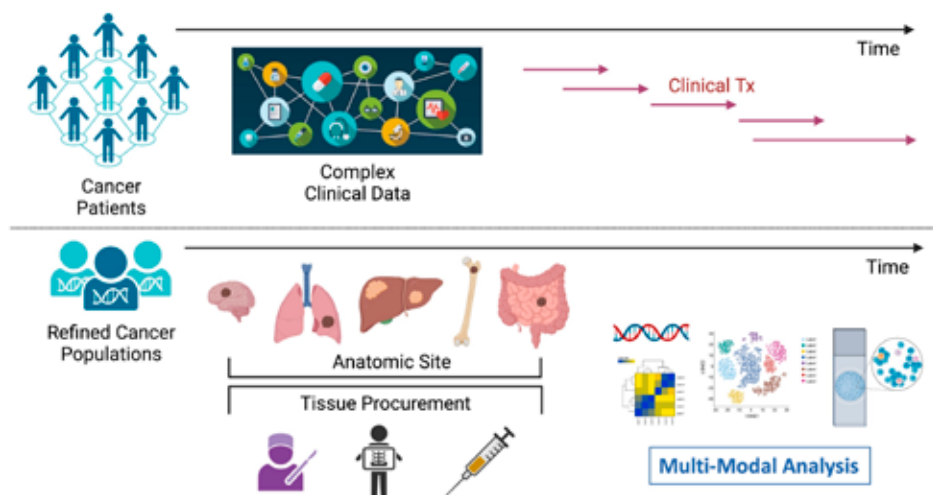 Time
Clinical Tx
Cancer
Patients
Complex
Clinical Data
Time
Refined Cancer
Populations
Anatomic Site
Tissue Procurement
Multi-Modal Analysis